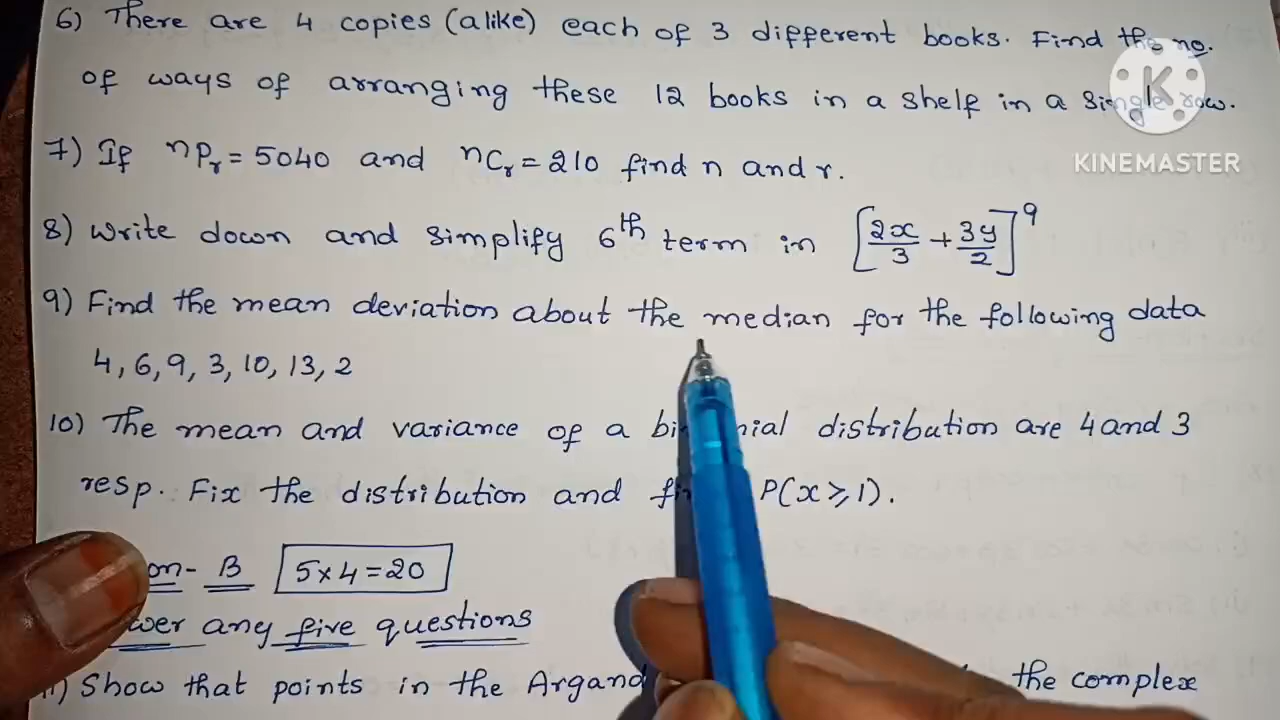 6) There are 4 copies (alike) each of 3 different books. Find the no.
of ways of arranging these 12 books in a shelf in a single row.
KINEMASTER
7) If nPr = 5040 and nCr = 210 find n and r.
8) Write down and simplify 6th term in [2x/3 + 3y/2]^9
9) Find the mean deviation about the median for the following data
4, 6, 9, 3, 10, 13, 2
10) The mean and variance of a distribution are 4 and 3
resp. Fix the distribution and P(x ≥ 1).
on - B 5 x 4 = 20
any five questions
11) Show that points in the Argand the complex